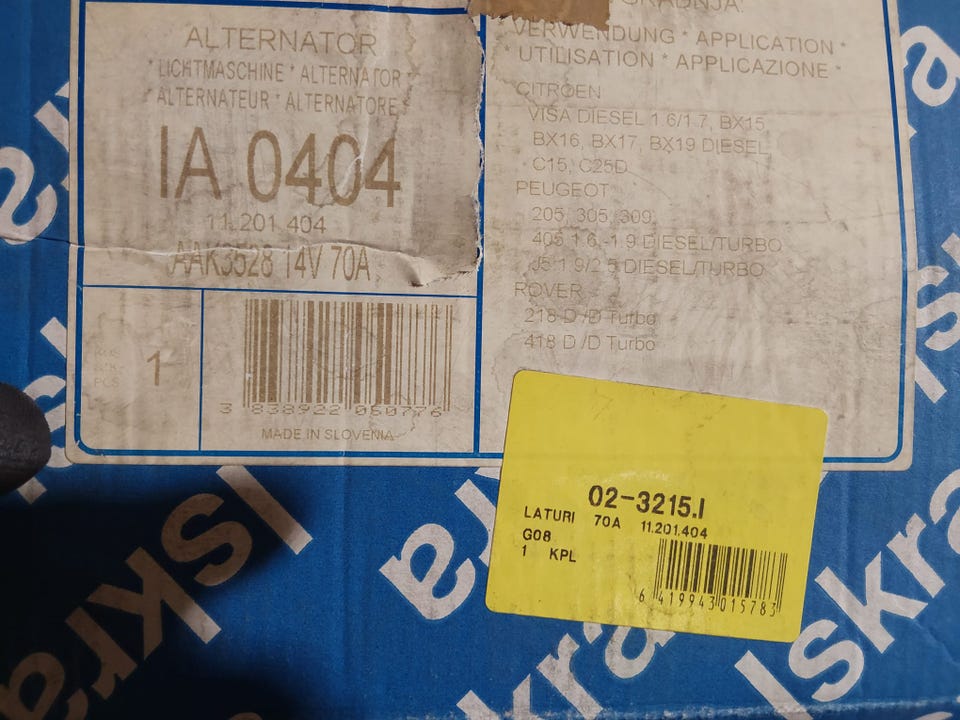 ALTERNATOR
* LICHTMASCHINE * ALTERNATOR *
* ALTERNATEUR * ALTERNATORE *
IA 0404
11.201.404
AAK3528 14V 70A
PCS
1
3 838922 060776
MADE IN SLOVENIA
VERWENDUNG * APPLICATION *
* UTILISATION * APPLICAZIONE *
CITROEN
VISA DIESEL 1.6/1.7, BX15,
BX16, BX17, BX19 DIESEL,
C15, C25D
PEUGEOT
205, 305, 309,
405 1.6 -1.9 DIESEL/TURBO
J5 1.9/2.5 DIESEL/TURBO
ROVER
218 D /D Turbo
418 D /D Turbo
02-3215.I
LATURI 70A 11.201.404
G08
1 KPL
6 419943 015783
Iskra
Iskra
Iskra